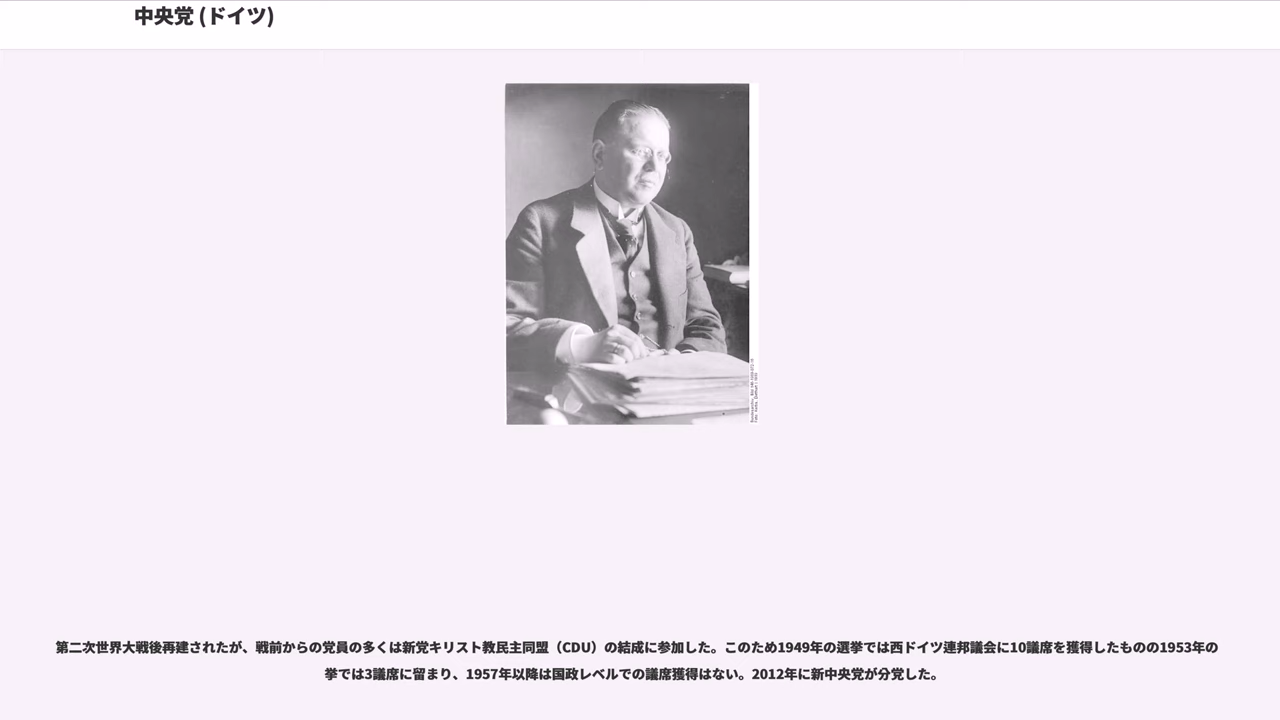 中央党 (ドイツ)
第二次世界大戦後再建されたが、戦前からの党員の多くは新党キリスト教民主同盟（CDU）の結成に参加した。このため1949年の選挙では西ドイツ連邦議会に10議席を獲得したものの1953年の
挙では3議席に留まり、1957年以降は国政レベルでの議席獲得はない。2012年に新中央党が分党した。